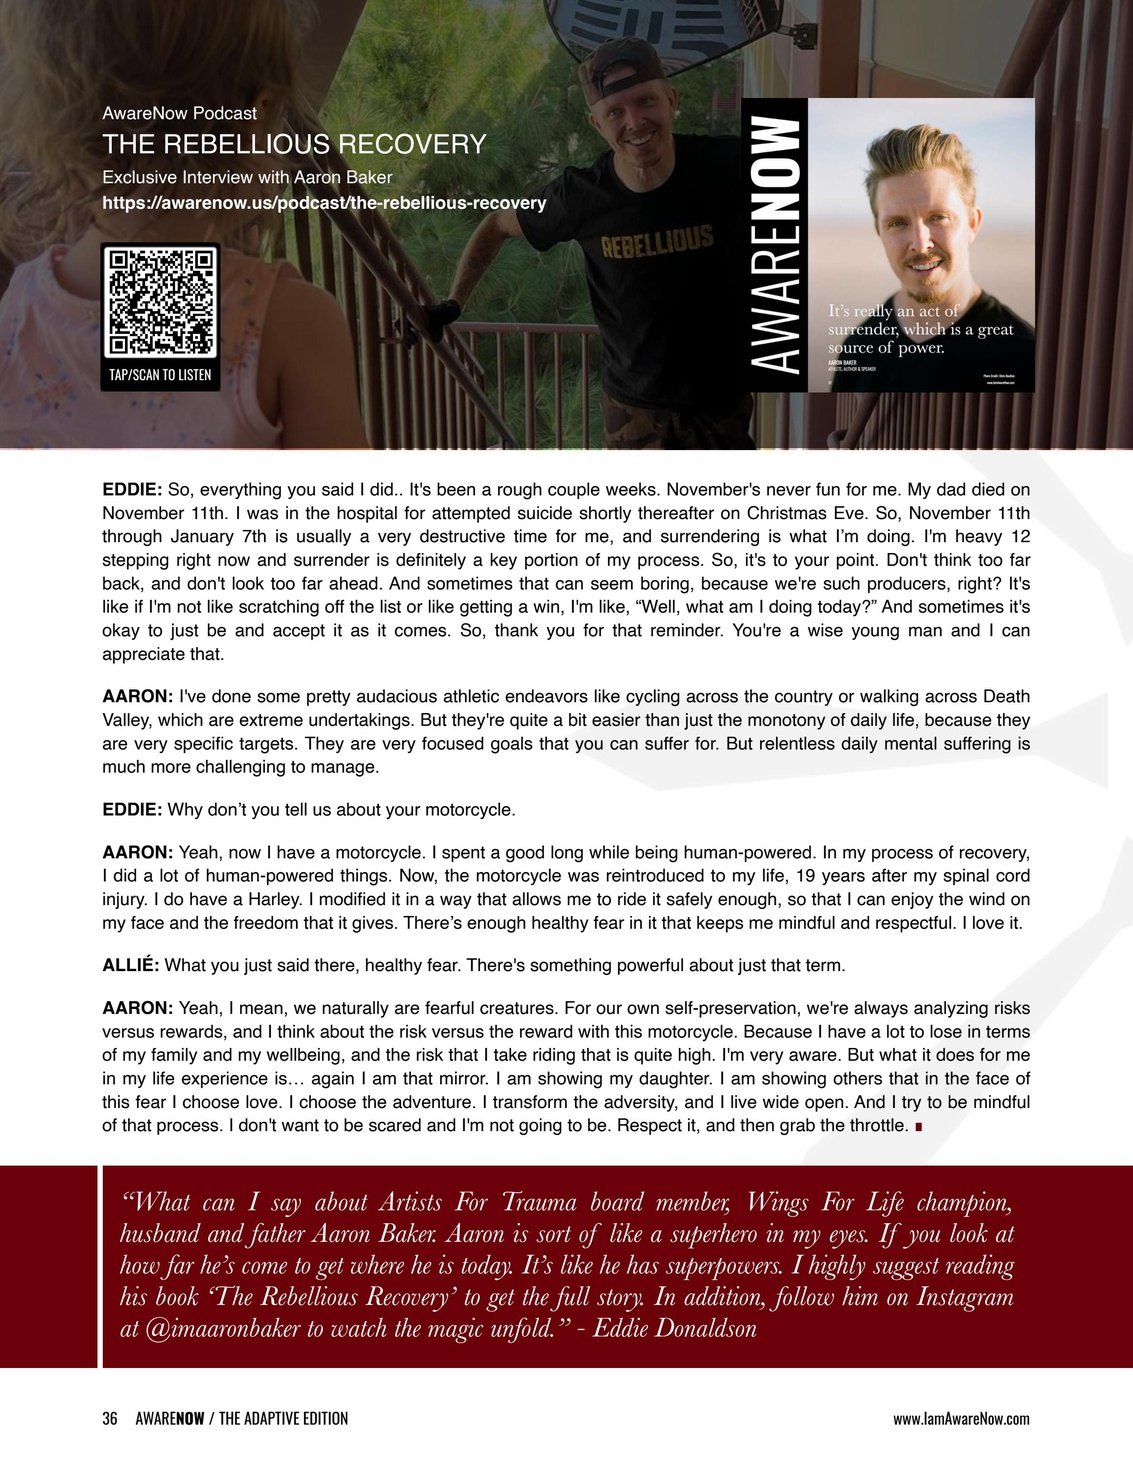 AwareNow Podcast
THE REBELLIOUS RECOVERY
Exclusive Interview with Aaron Baker
https://awarenow.us/podcast/the-rebellious-recovery
TAP/SCAN TO LISTEN
REBELLIOUS
AWARENOW
It's really an act of
surrender, which is a great
source of power.
AARON BAKER
ATHLETE, AUTHOR & SPEAKER
www.IamAwareNow.com
EDDIE: So, everything you said I did.. It's been a rough couple weeks. November's never fun for me. My dad died on
November 11th. I was in the hospital for attempted suicide shortly thereafter on Christmas Eve. So, November 11th
through January 7th is usually a very destructive time for me, and surrendering is what I’m doing. I'm heavy 12
stepping right now and surrender is definitely a key portion of my process. So, it's to your point. Don't think too far
back, and don't look too far ahead. And sometimes that can seem boring, because we're such producers, right? It's
like if I'm not like scratching off the list or like getting a win, I'm like, “Well, what am I doing today?” And sometimes it's
okay to just be and accept it as it comes. So, thank you for that reminder. You're a wise young man and I can
appreciate that.
AARON: I've done some pretty audacious athletic endeavors like cycling across the country or walking across Death
Valley, which are extreme undertakings. But they're quite a bit easier than just the monotony of daily life, because they
are very specific targets. They are very focused goals that you can suffer for. But relentless daily mental suffering is
much more challenging to manage.
EDDIE: Why don’t you tell us about your motorcycle.
AARON: Yeah, now I have a motorcycle. I spent a good long while being human-powered. In my process of recovery,
I did a lot of human-powered things. Now, the motorcycle was reintroduced to my life, 19 years after my spinal cord
injury. I do have a Harley. I modified it in a way that allows me to ride it safely enough, so that I can enjoy the wind on
my face and the freedom that it gives. There’s enough healthy fear in it that keeps me mindful and respectful. I love it.
ALLIÉ: What you just said there, healthy fear. There's something powerful about just that term.
AARON: Yeah, I mean, we naturally are fearful creatures. For our own self-preservation, we're always analyzing risks
versus rewards, and I think about the risk versus the reward with this motorcycle. Because I have a lot to lose in terms
of my family and my wellbeing, and the risk that I take riding that is quite high. I'm very aware. But what it does for me
in my life experience is… again I am that mirror. I am showing my daughter. I am showing others that in the face of
this fear I choose love. I choose the adventure. I transform the adversity, and I live wide open. And I try to be mindful
of that process. I don't want to be scared and I'm not going to be. Respect it, and then grab the throttle.
“What can I say about Artists For Trauma board member, Wings For Life champion,
husband and father Aaron Baker. Aaron is sort of like a superhero in my eyes. If you look at
how far he’s come to get where he is today. It’s like he has superpowers. I highly suggest reading
his book ‘The Rebellious Recovery’ to get the full story. In addition, follow him on Instagram
at @imaaronbaker to watch the magic unfold.” - Eddie Donaldson
36 AWARENOW / THE ADAPTIVE EDITION
www.IamAwareNow.com